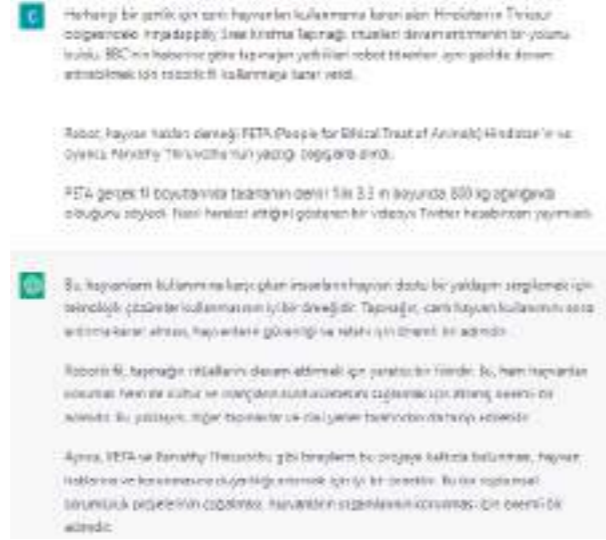 C
Herhangi bir şenlik için canlı hayvanları kullanmama kararı alan Hindistan'ın Thrissur
bölgesindeki Irinjadappilly Sree Krishna Tapınağı, ritüelleri devam ettirmenin bir yolunu
buldu. BBC'nin haberine göre tapınağın yetkilileri robot törenleri aynı şekilde devam
ettirebilmek için robotik fil kullanmaya karar verdi.
Robot, hayvan hakları derneği PETA (People for Ethical Treat of Animals) Hindistan'ın ve
oyuncu Parvathy Thiruvothu'nun yaptığı bağışlarla alındı.
PETA gerçek fil boyutlarında tasarlanan demir filin 3.3 m boyunda 800 kg ağırlığında
olduğunu söyledi. Nasıl hareket ettiğini gösteren bir videoyu Twitter hesabından yayımladı.
Bu, hayvanların kullanımına karşı çıkan insanların hayvan dostu bir yaklaşım sergilemek için
teknolojik çözümler kullanmasının iyi bir örneğidir. Tapınağın, canlı hayvan kullanımını sona
erdirme kararı alması, hayvanların güvenliği ve refahı için önemli bir adımdır.
Robotik fil, tapınağın ritüellerini devam ettirmek için yaratıcı bir fikirdir. Bu, hem hayvanları
korumak hem de kültür ve inançların sürdürülmesini sağlamak için atılmış önemli bir
adımdır. Bu yaklaşım, diğer tapınaklar ve dini yerler tarafından da takip edilebilir.
Ayrıca, PETA ve Parvathy Thiruvothu gibi bireylerin bu projeye katkıda bulunması, hayvan
haklarına ve korunmasına duyarlılığı artırmak için iyi bir örnektir. Bu tür toplumsal
sorumluluk projelerinin çoğalması, hayvanların yaşamlarının korunması için önemli bir
adımdır.